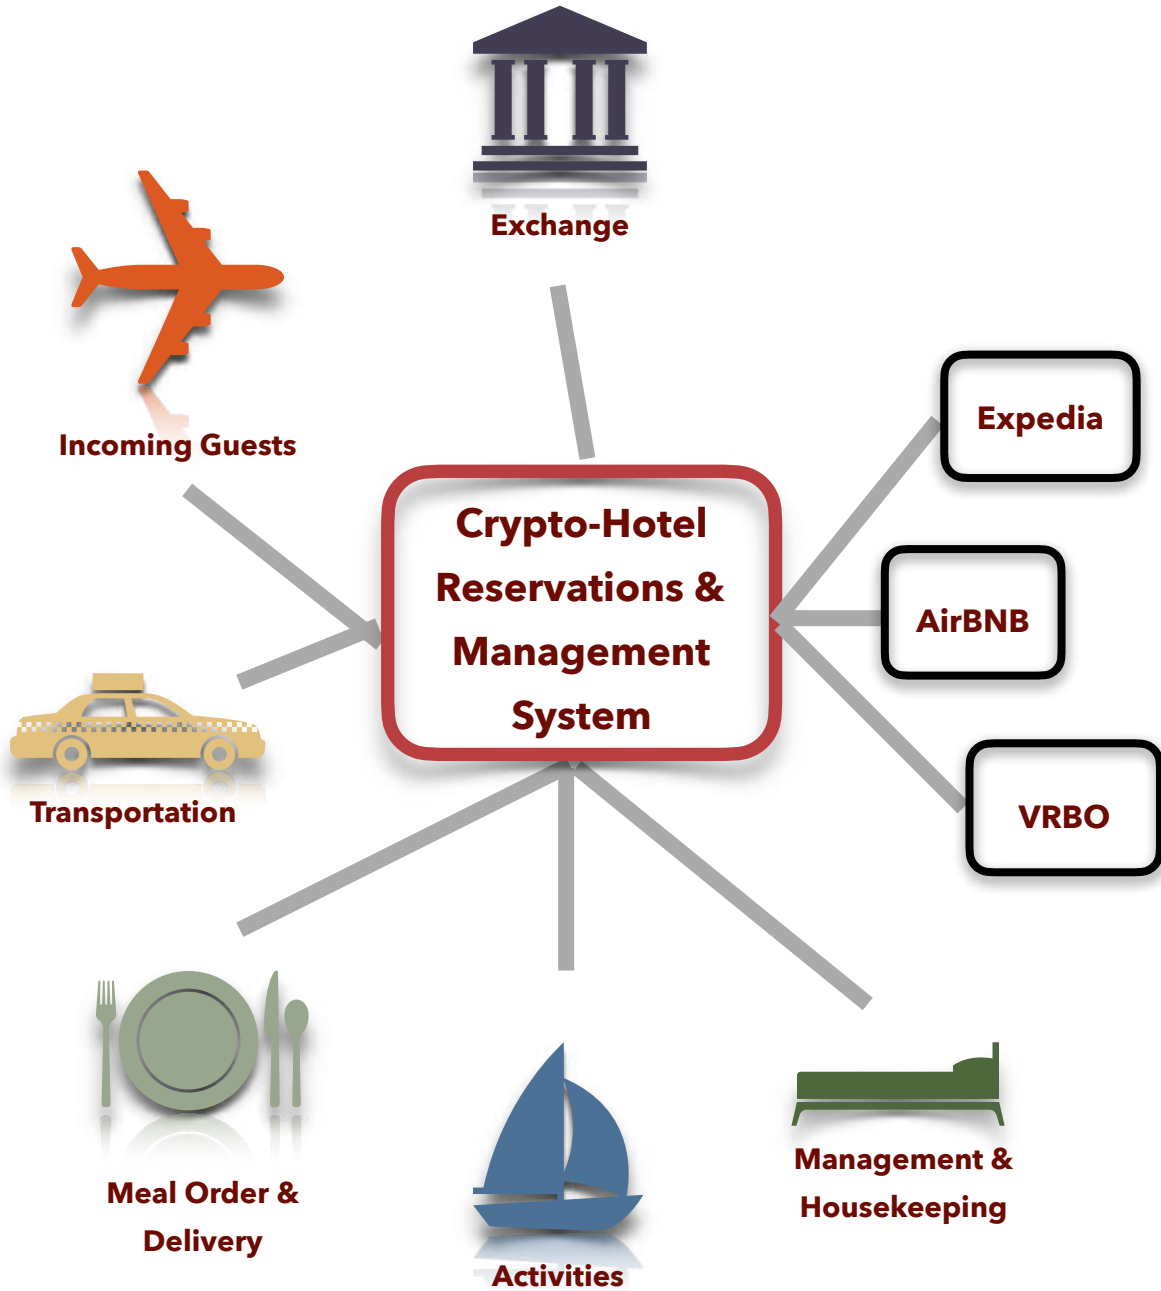 Exchange
Incoming Guests
Expedia
Crypto-Hotel
Reservations &
Management
System
AirBNB
Transportation
VRBO
Meal Order &
Delivery
Activities
Management &
Housekeeping